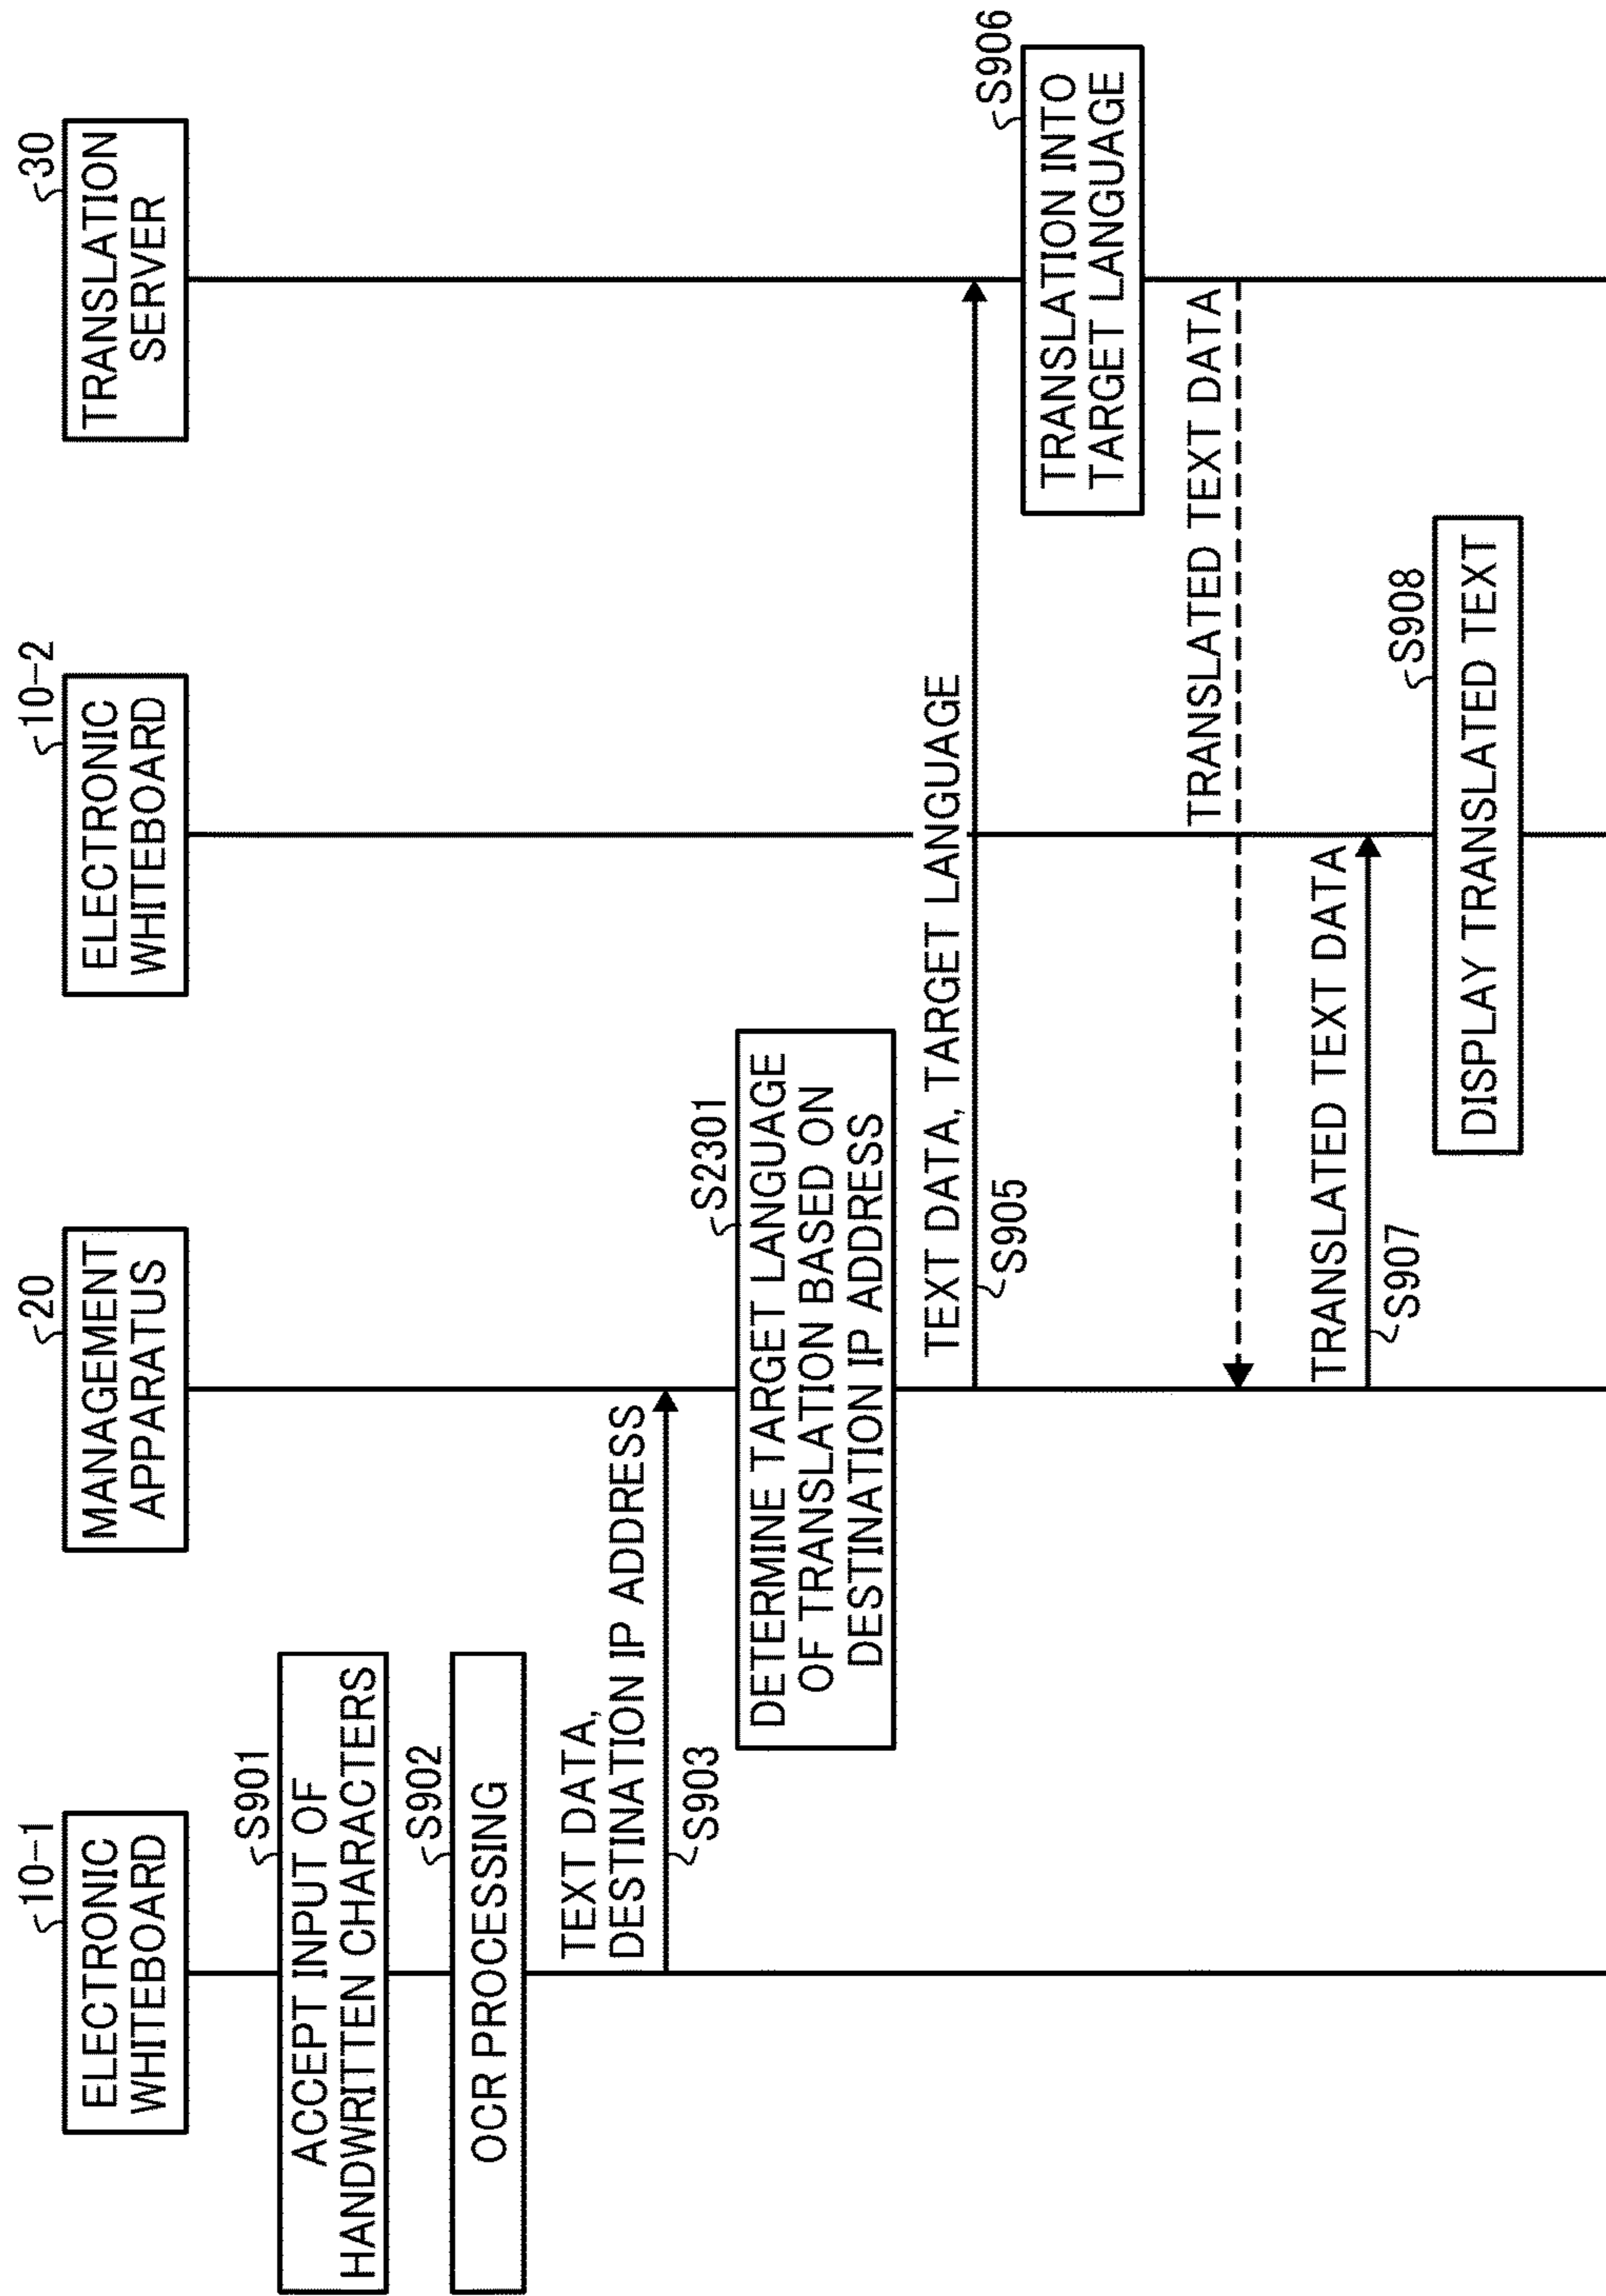 10-1
ELECTRONIC
WHITEBOARD
20
MANAGEMENT
APPARATUS
10-2
ELECTRONIC
WHITEBOARD
30
TRANSLATION
SERVER
S901
ACCEPT INPUT OF
HANDWRITTEN CHARACTERS
S902
OCR PROCESSING
TEXT DATA,
DESTINATION IP ADDRESS
S903
S2301
DETERMINE TARGET LANGUAGE
OF TRANSLATION BASED ON
DESTINATION IP ADDRESS
TEXT DATA, TARGET LANGUAGE
S905
S906
TRANSLATION INTO
TARGET LANGUAGE
TRANSLATED TEXT DATA
TRANSLATED TEXT DATA
S907
S908
DISPLAY TRANSLATED TEXT